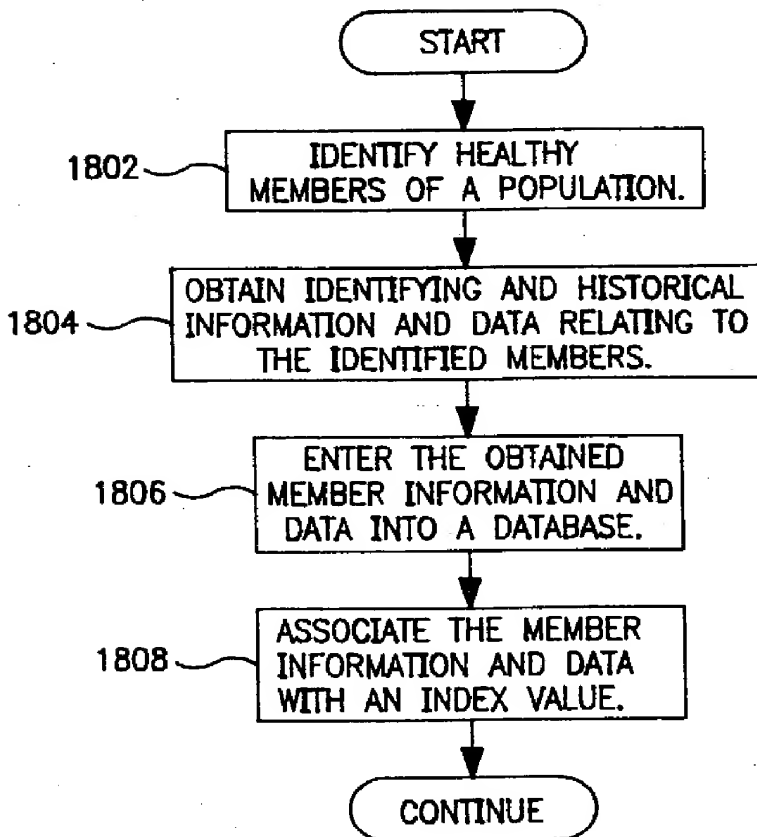 START
1802
IDENTIFY HEALTHY
MEMBERS OF A POPULATION.
1804
OBTAIN IDENTIFYING AND HISTORICAL
INFORMATION AND DATA RELATING TO
THE IDENTIFIED MEMBERS.
1806
ENTER THE OBTAINED
MEMBER INFORMATION AND
DATA INTO A DATABASE.
1808
ASSOCIATE THE MEMBER
INFORMATION AND DATA
WITH AN INDEX VALUE.
CONTINUE